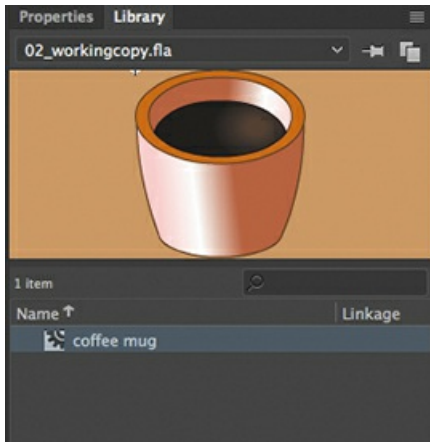 Properties Library
02_workingcopy.fla
1 item
Name Linkage
coffee mug